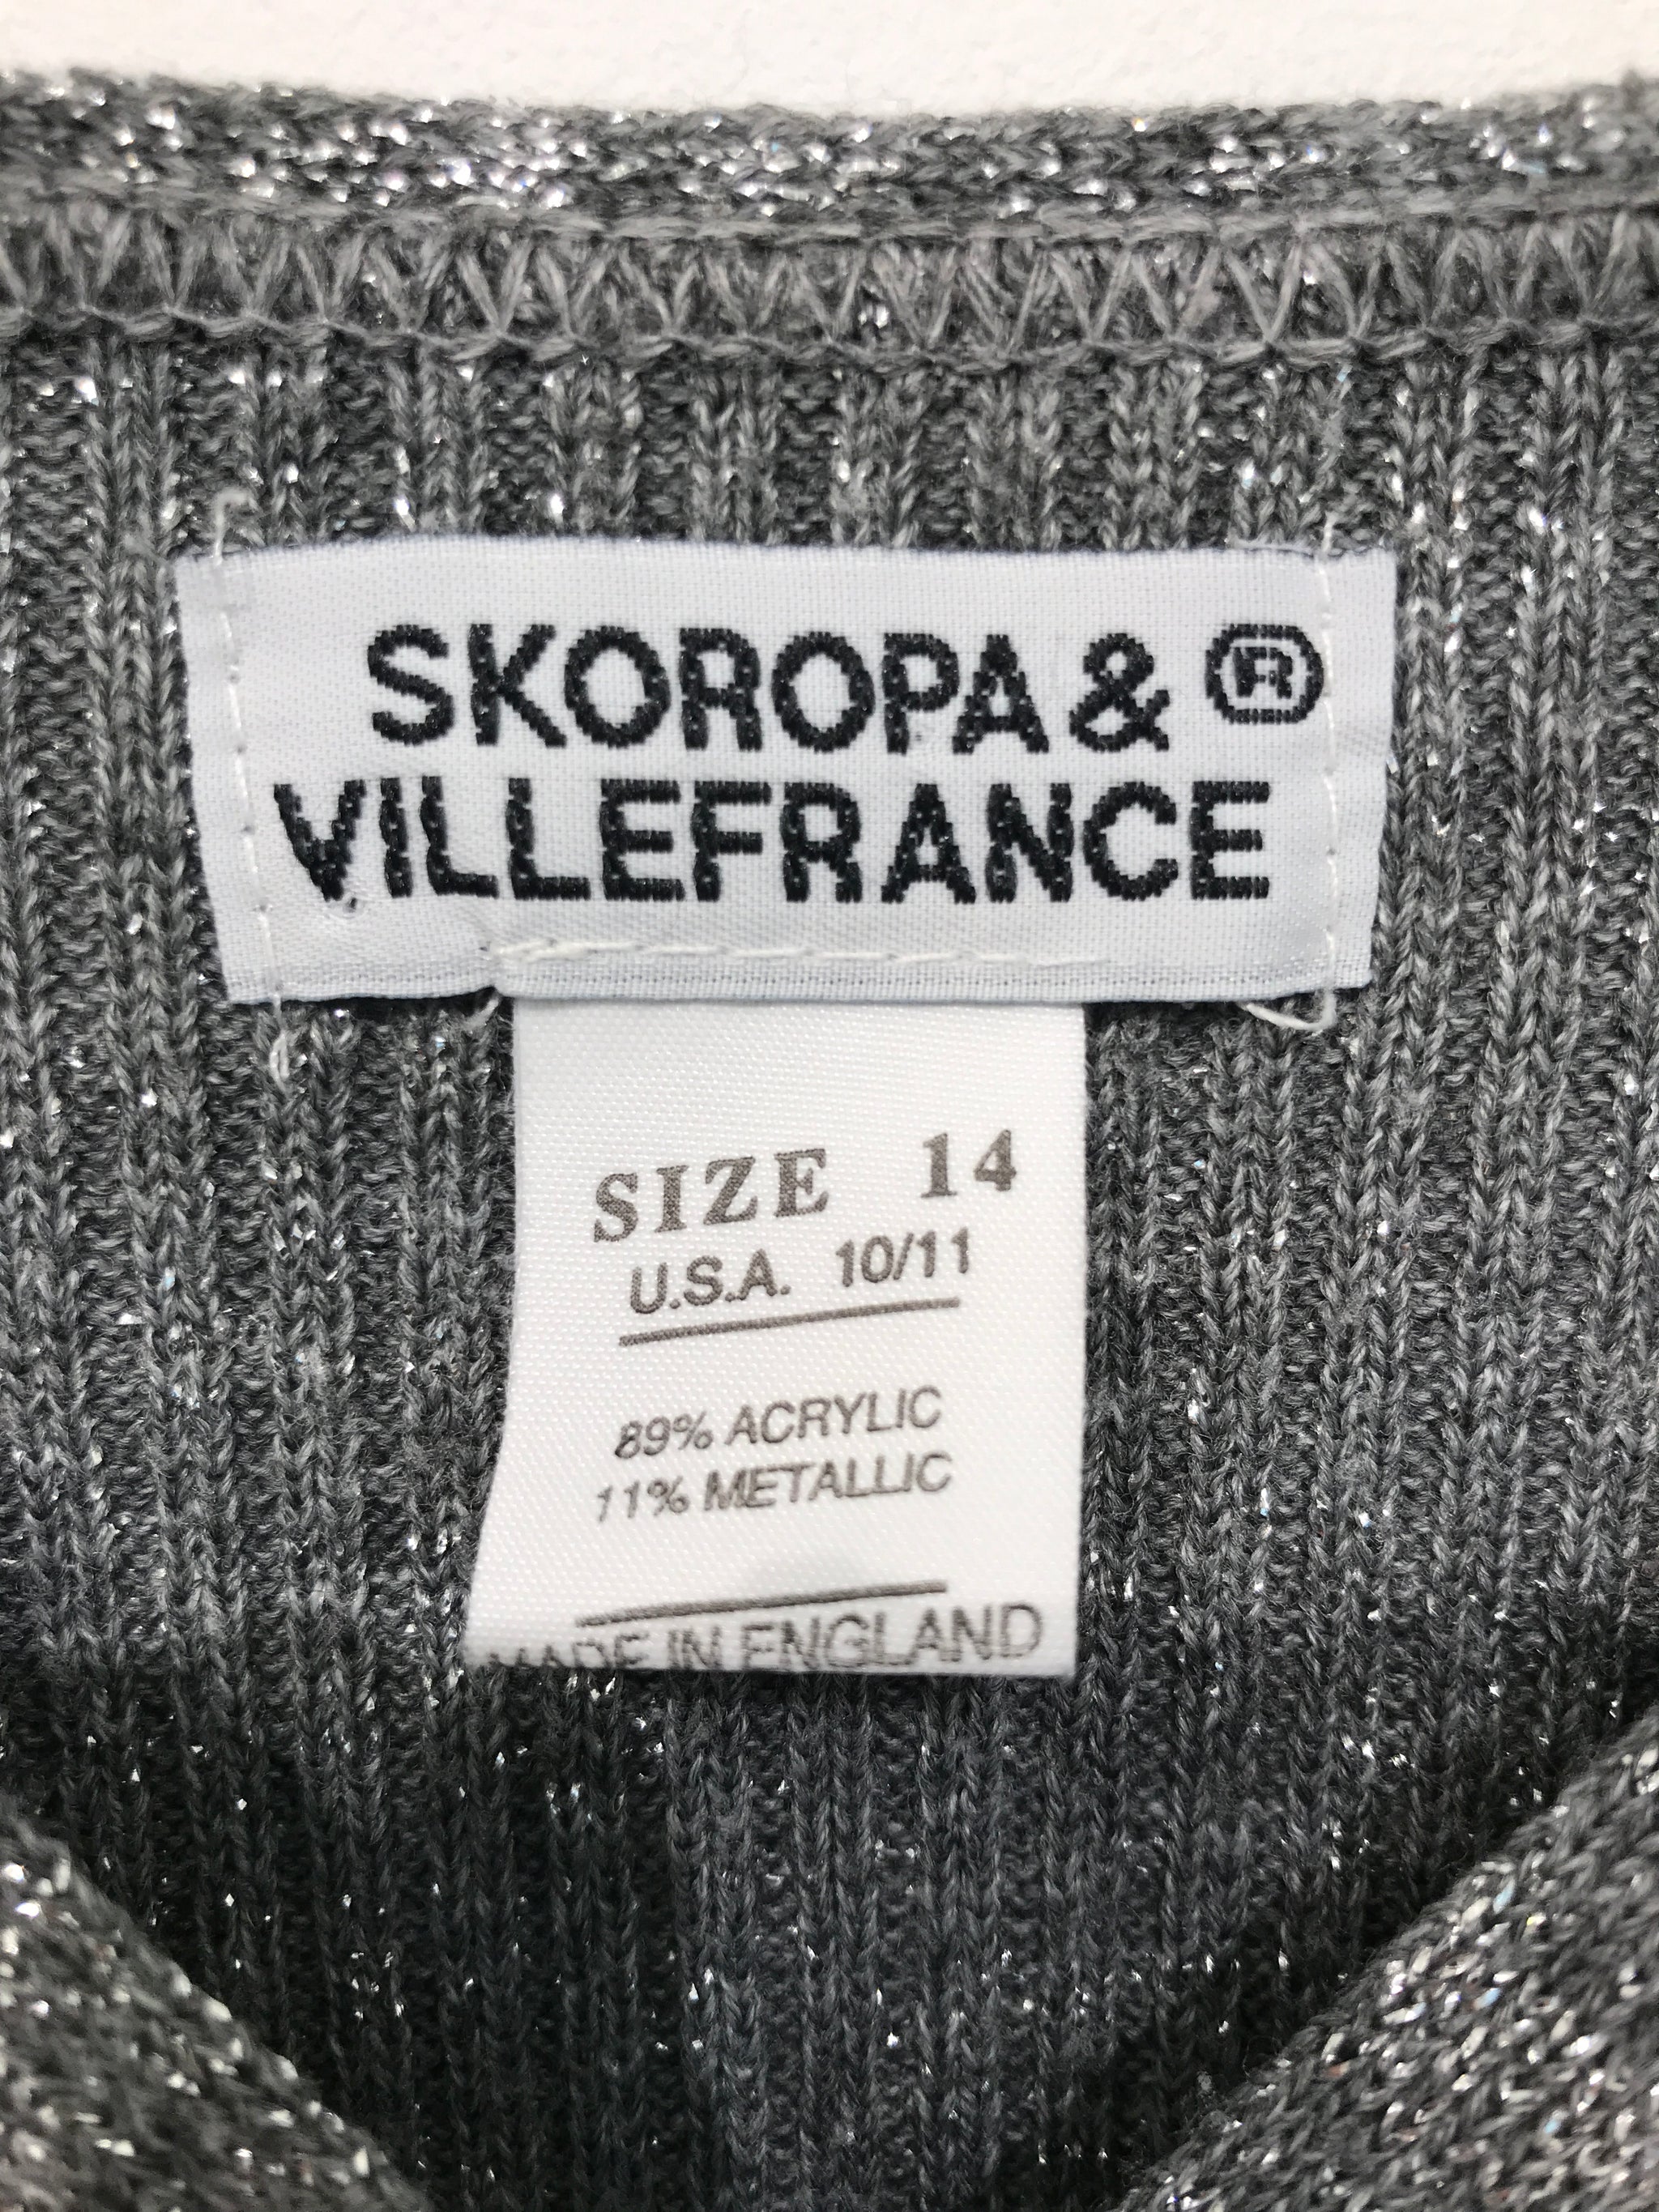 SKOROPA & ®
VILLEFRANCE
SIZE 14
U.S.A. 10/11
89% ACRYLIC
11% METALLIC
MADE IN ENGLAND